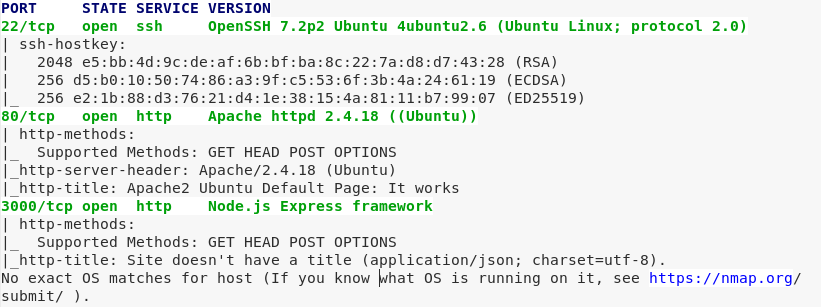 PORT     STATE SERVICE VERSION
22/tcp   open  ssh     OpenSSH 7.2p2 Ubuntu 4ubuntu2.6 (Ubuntu Linux; protocol 2.0)
| ssh-hostkey:
|   2048 e5:bb:4d:9c:de:af:6b:bf:ba:8c:22:7a:d8:d7:43:28 (RSA)
|   256 d5:b0:10:50:74:86:a3:9f:c5:53:6f:3b:4a:24:61:19 (ECDSA)
|_  256 e2:1b:88:d3:76:21:d4:1e:38:15:4a:81:11:b7:99:07 (ED25519)
80/tcp   open  http    Apache httpd 2.4.18 ((Ubuntu))
| http-methods:
|_  Supported Methods: GET HEAD POST OPTIONS
|_http-server-header: Apache/2.4.18 (Ubuntu)
|_http-title: Apache2 Ubuntu Default Page: It works
3000/tcp open  http    Node.js Express framework
| http-methods:
|_  Supported Methods: GET HEAD POST OPTIONS
|_http-title: Site doesn't have a title (application/json; charset=utf-8).
No exact OS matches for host (If you know what OS is running on it, see https://nmap.org/
submit/ ).